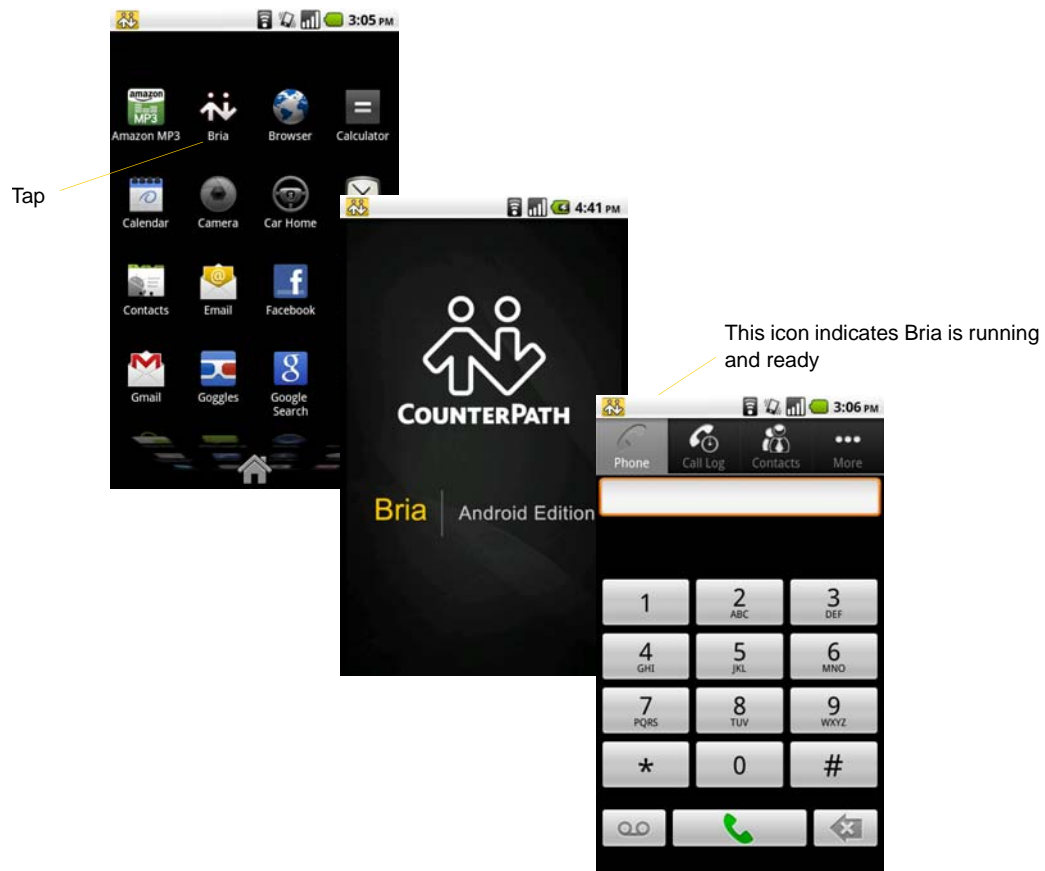 3:05 PM
amazon
MP3
Amazon MP3
Bria
Browser
Calculator
Tap
Calendar
Camera
Car Home
4:41 PM
Contacts
Email
Facebook
Gmail
Goggles
Google
Search
COUNTERPATH
Bria
Android Edition
This icon indicates Bria is running
and ready
3:06 PM
Phone
Call Log
Contacts
More
1
2
ABC
3
DEF
4
GHI
5
JKL
6
MNO
7
PQRS
8
TUV
9
WXYZ
*
0
#